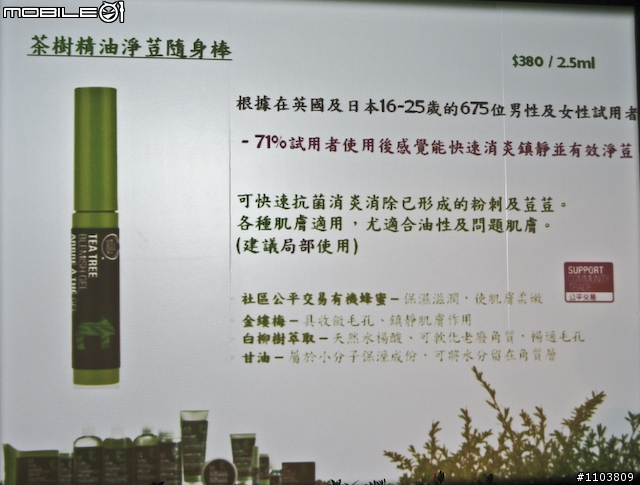 MOBILE01
茶樹精油淨荳隨身棒
$380 / 2.5ml
根據在英國及日本16-25歲的675位男性及女性試用者
- 71%試用者使用後感覺能快速消炎鎮靜並有效淨荳
可快速抗菌消炎消除已形成的粉刺及荳荳。
各種肌膚適用，尤適合油性及問題肌膚。
(建議局部使用)
TEA TREE
BLEMISH GEL
SUPPORT
COMMUNITY
TRADE
公平交易
社區公平交易有機蜂蜜－保濕滋潤，使肌膚柔嫩
金縷梅－具收斂毛孔、鎮靜肌膚作用
白柳樹萃取－天然水楊酸、可軟化老廢角質，暢通毛孔
甘油－屬於小分子保溼成份，可將水分留在角質層
#1103809